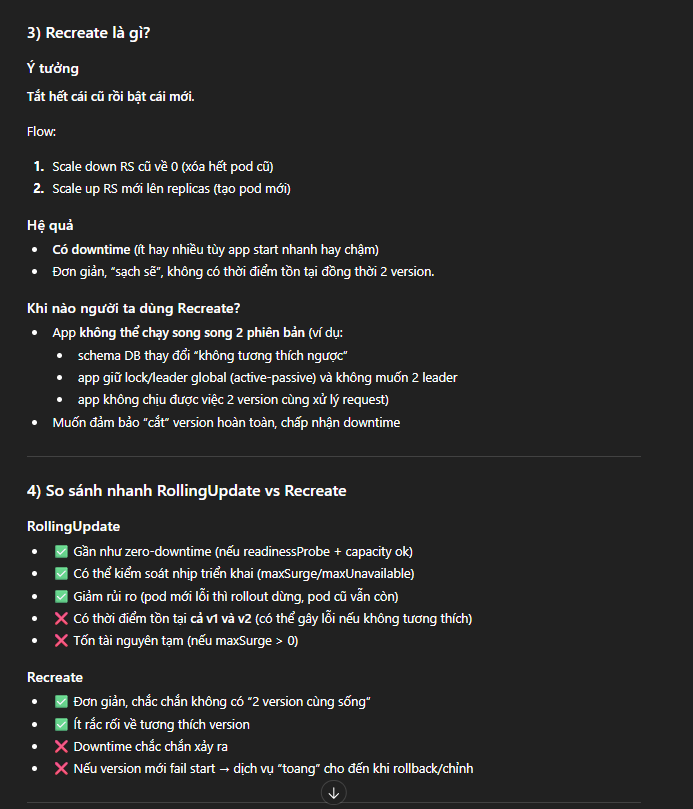 3) Recreate là gì?
Ý tưởng
Tắt hết cái cũ rồi bật cái mới.
Flow:
1. Scale down RS cũ về 0 (xóa hết pod cũ)
2. Scale up RS mới lên replicas (tạo pod mới)
Hệ quả
• Có downtime (ít hay nhiều tùy app start nhanh hay chậm)
• Đơn giản, “sạch sẽ”, không có thời điểm tồn tại đồng thời 2 version.
Khi nào người ta dùng Recreate?
• App không thể chạy song song 2 phiên bản (ví dụ:
• schema DB thay đổi “không tương thích ngược”
• app giữ lock/leader global (active-passive) và không muốn 2 leader
• app không chịu được việc 2 version cùng xử lý request)
• Muốn đảm bảo “cắt” version hoàn toàn, chấp nhận downtime
4) So sánh nhanh RollingUpdate vs Recreate
RollingUpdate
• ✅ Gần như zero-downtime (nếu readinessProbe + capacity ok)
• ✅ Có thể kiểm soát nhịp triển khai (maxSurge/maxUnavailable)
• ✅ Giảm rủi ro (pod mới lỗi thì rollout dừng, pod cũ vẫn còn)
• ❌ Có thời điểm tồn tại cả v1 và v2 (có thể gây lỗi nếu không tương thích)
• ❌ Tốn tài nguyên tạm (nếu maxSurge > 0)
Recreate
• ✅ Đơn giản, chắc chắn không có “2 version cùng sống”
• ✅ Ít rắc rối về tương thích version
• ❌ Downtime chắc chắn xảy ra
• ❌ Nếu version mới fail start → dịch vụ “toang” cho đến khi rollback/chỉnh